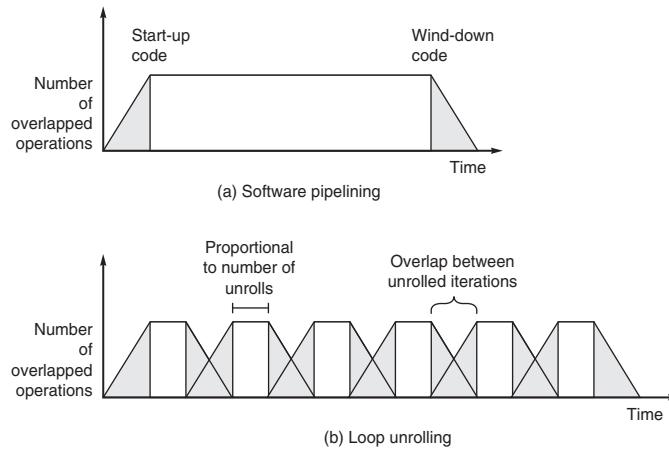 Start-up
code
Wind-down
code
Number
of
overlapped
operations
Time
(a) Software pipelining
Proportional
to number of
unrolls
Overlap between
unrolled iterations
Number
of
overlapped
operations
Time
(b) Loop unrolling